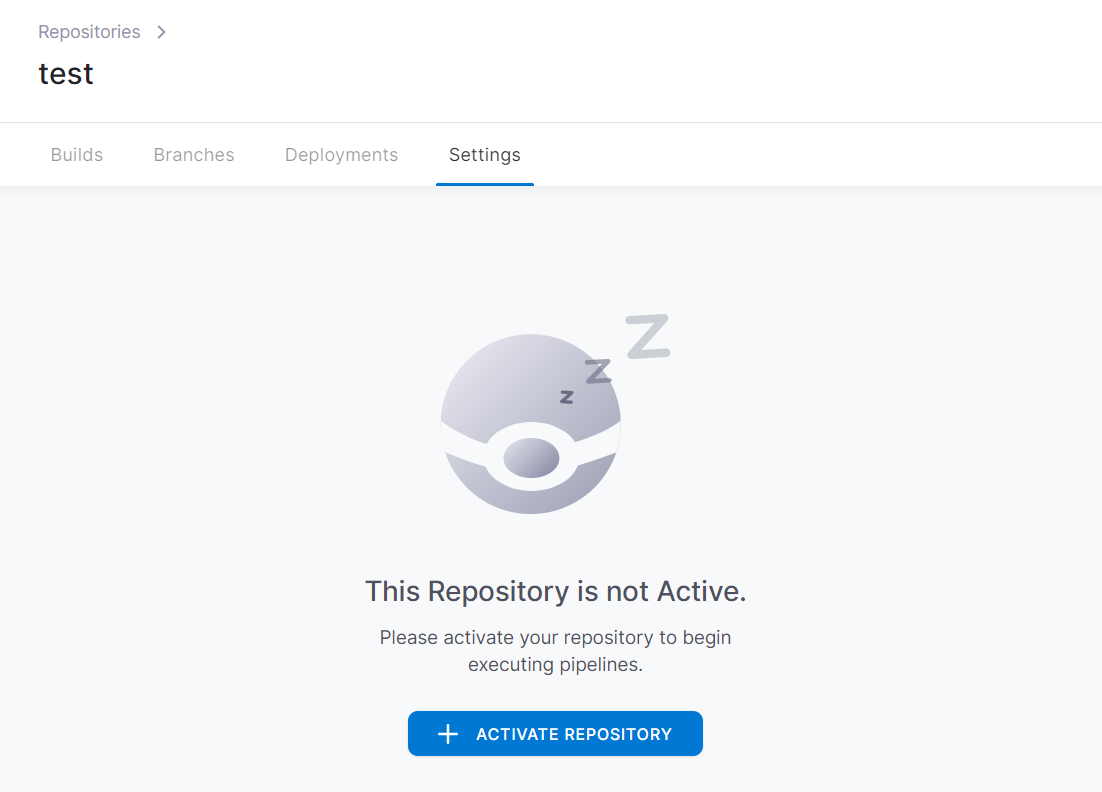 Repositories
test
Builds Branches Deployments Settings
z
z
z
This Repository is not Active.
Please activate your repository to begin
executing pipelines.
ACTIVATE REPOSITORY